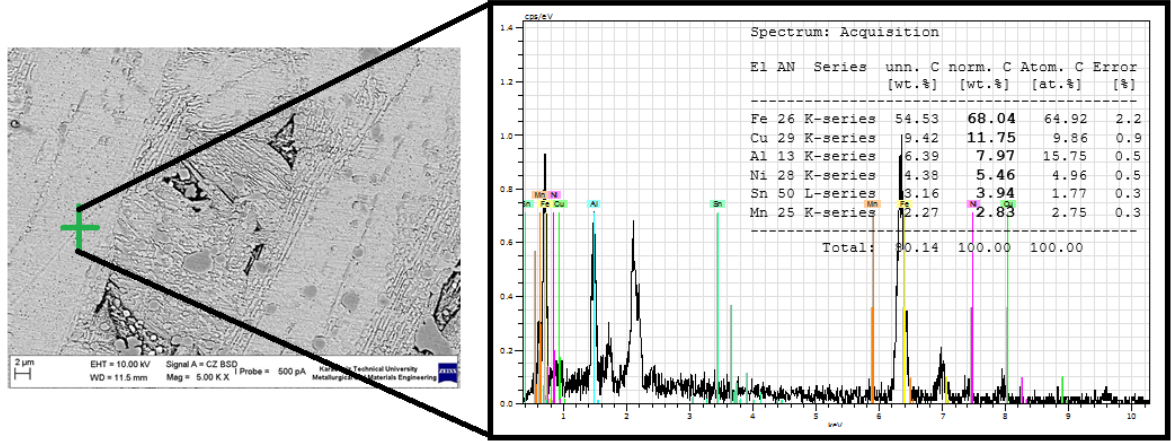 2 µm
EHT = 10.00 kV
WD = 11.5 mm
Signal A = CZ BSD
Mag = 5.00 K X
I Probe = 500 pA
Technical University
Metallurgical Materials Engineering
ZEISS
cps/eV
Spectrum: Acquisition
El AN Series unn. C norm. C Atom. C Error
[wt.%] [wt.%] [at.%] [%]
Fe 26 K-series 54.53 68.04 64.92 2.2
Cu 29 K-series 9.42 11.75 9.86 0.9
Al 13 K-series 6.39 7.97 15.75 0.5
Ni 28 K-series 4.38 5.46 4.96 0.5
Sn 50 L-series 3.16 3.94 1.77 0.3
Mn 25 K-series 2.27 2.83 2.75 0.3
Total: 80.14 100.00 100.00
1.4
1.2
1.0
0.8
0.6
0.4
0.2
0.0
Mn Ni
Sn Fe Cu Al Sn Mn Fe Ni Cu
1 2 3 4 5 6 7 8 9 10
keV